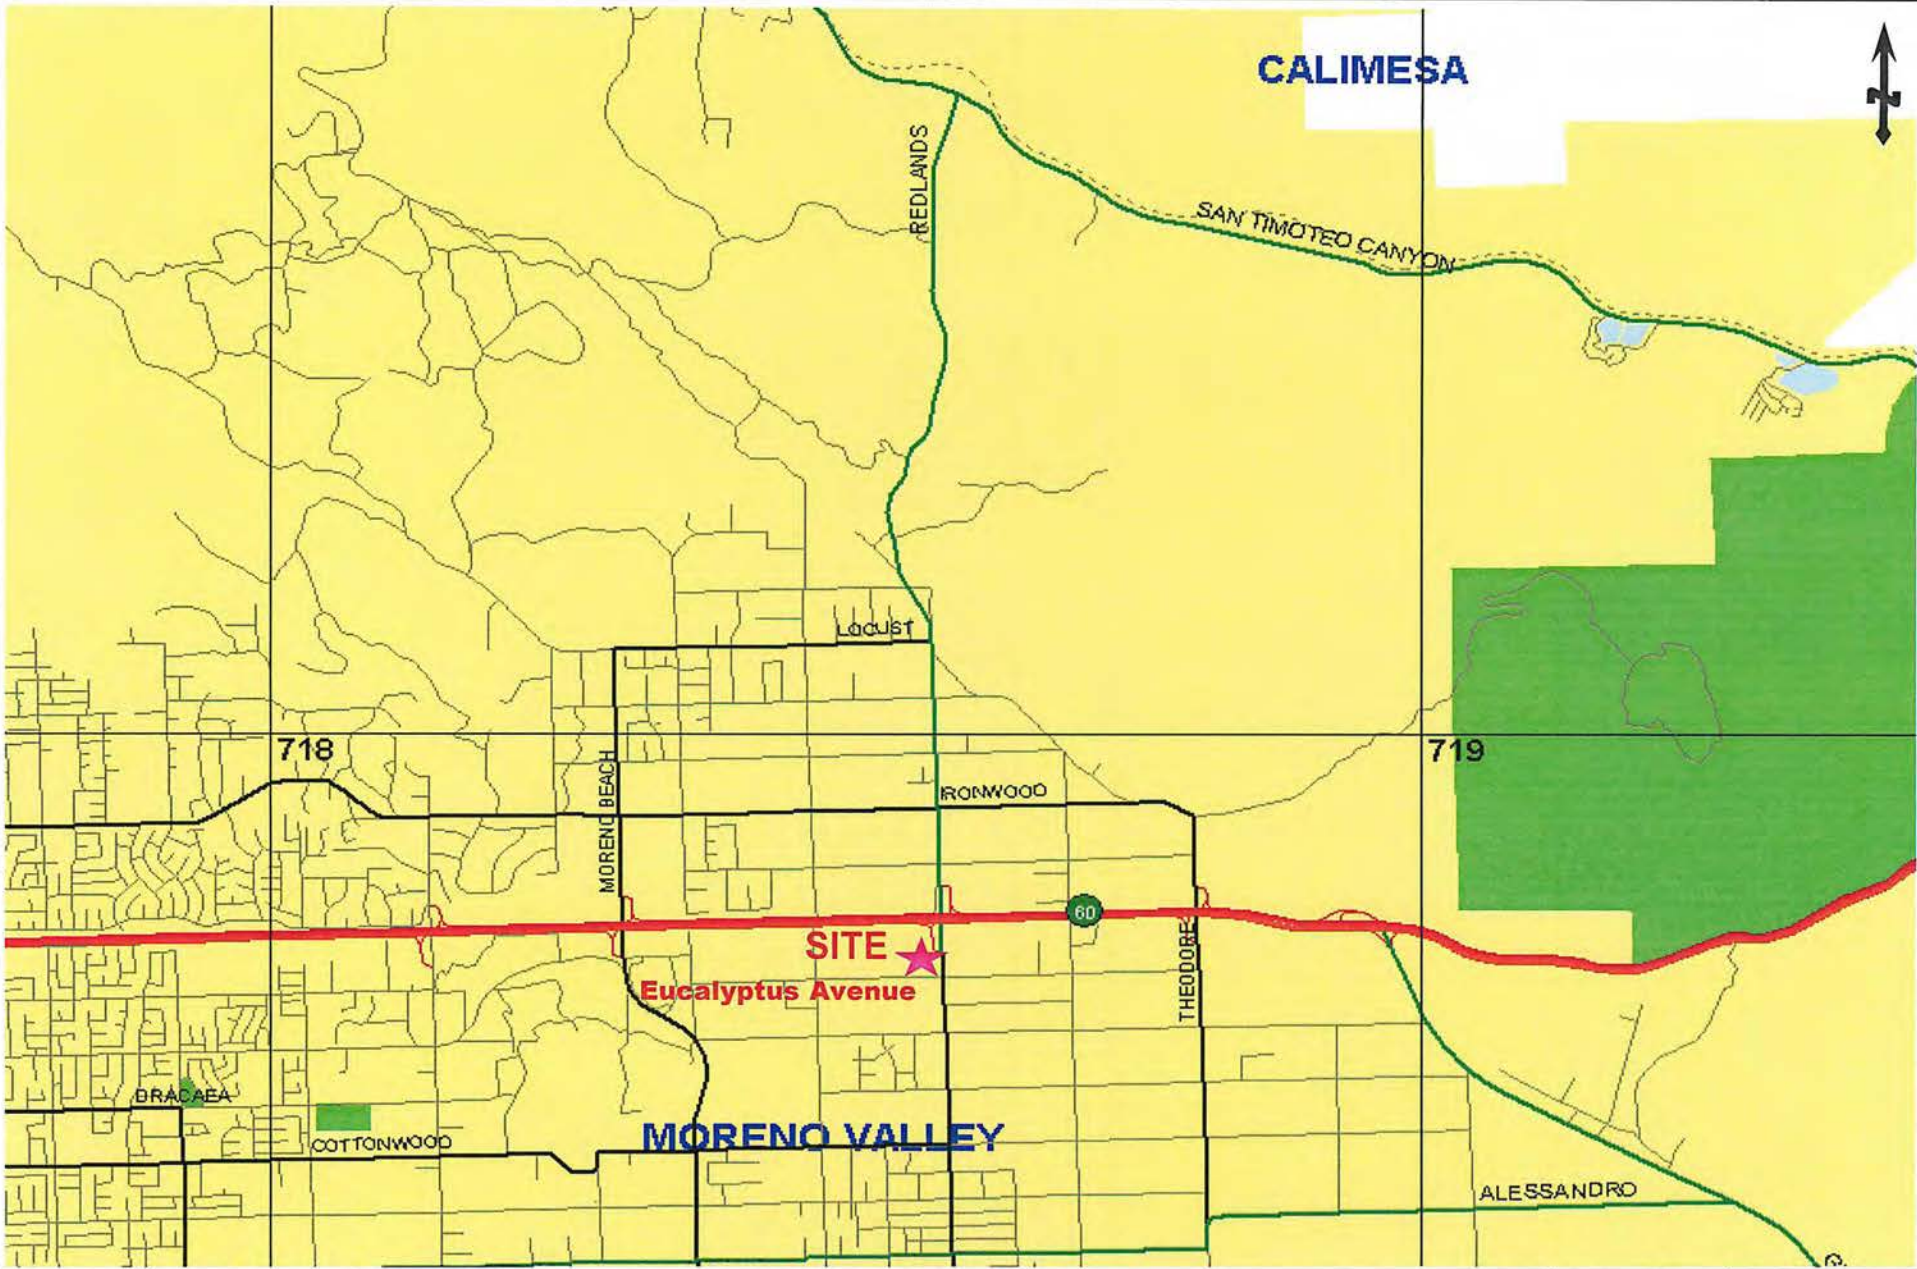 CALIMESA
REDLANDS
SAN TIMOTEO CANYON
LOCUST
718
719
MORENO BEACH
IRONWOOD
60
SITE
THEODORE
Eucalyptus Avenue
DRACAEA
COTTONWOOD
MORENO VALLEY
ALESSANDRO